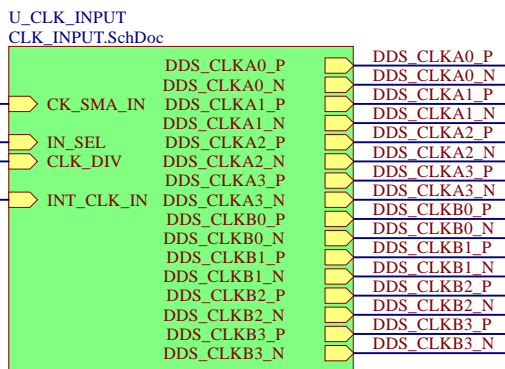 U_CLK_INPUT
CLK_INPUT.SchDoc
DDS_CLKA0_P DDS_CLKA0_P
DDS_CLKA0_N DDS_CLKA0_N
CK_SMA_IN DDS_CLKA1_P DDS_CLKA1_P
DDS_CLKA1_N DDS_CLKA1_N
IN_SEL DDS_CLKA2_P DDS_CLKA2_P
CLK_DIV DDS_CLKA2_N DDS_CLKA2_N
DDS_CLKA3_P DDS_CLKA3_P
INT_CLK_IN DDS_CLKA3_N DDS_CLKA3_N
DDS_CLKB0_P DDS_CLKB0_P
DDS_CLKB0_N DDS_CLKB0_N
DDS_CLKB1_P DDS_CLKB1_P
DDS_CLKB1_N DDS_CLKB1_N
DDS_CLKB2_P DDS_CLKB2_P
DDS_CLKB2_N DDS_CLKB2_N
DDS_CLKB3_P DDS_CLKB3_P
DDS_CLKB3_N DDS_CLKB3_N